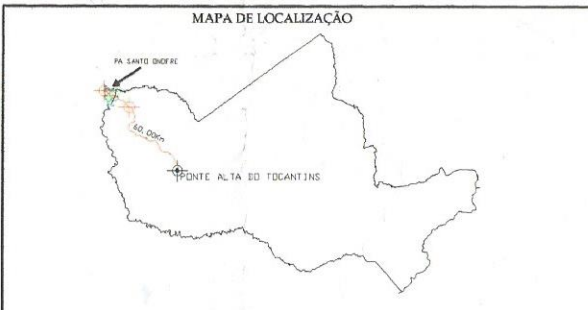 MAPA DE LOCALIZAÇÃO
PA SANTO ONOFRE
60,00Km
PONTE ALTA DO TOCANTINS